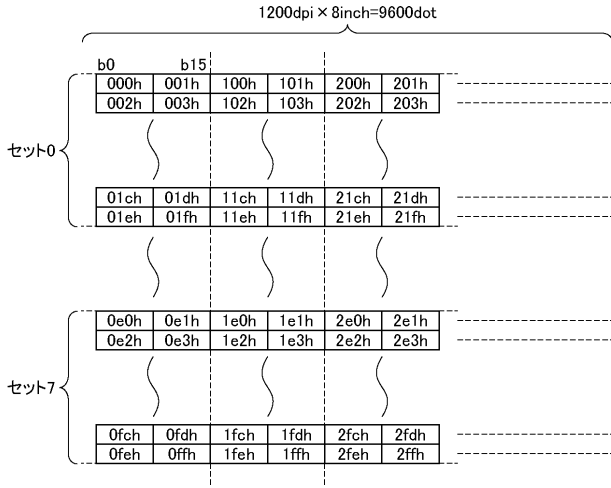 1200dpi×8inch=9600dot
b0 b15
000h 001h 100h 101h 200h 201h
002h 003h 102h 103h 202h 203h
セット0
01ch 01dh 11ch 11dh 21ch 21dh
01eh 01fh 11eh 11fh 21eh 21fh
0e0h 0e1h 1e0h 1e1h 2e0h 2e1h
0e2h 0e3h 1e2h 1e3h 2e2h 2e3h
セット7
0fch 0fdh 1fch 1fdh 2fch 2fdh
0feh 0ffh 1feh 1ffh 2feh 2ffh